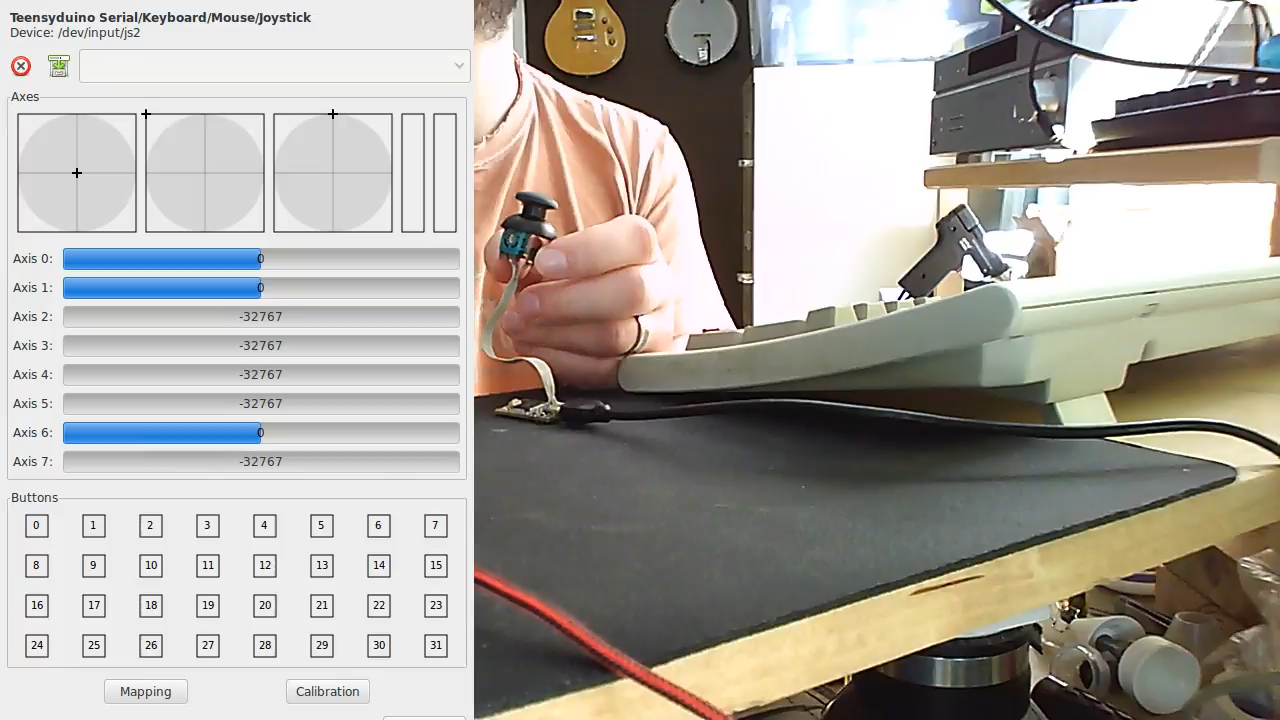 Teensyduino Serial/Keyboard/Mouse/Joystick
Device: /dev/input/js2
Axes
Axis 0: 0
Axis 1: 0
Axis 2: -32767
Axis 3: -32767
Axis 4: -32767
Axis 5: -32767
Axis 6: 0
Axis 7: -32767
Buttons
0 1 2 3 4 5 6 7
8 9 10 11 12 13 14 15
16 17 18 19 20 21 22 23
24 25 26 27 28 29 30 31
Mapping Calibration